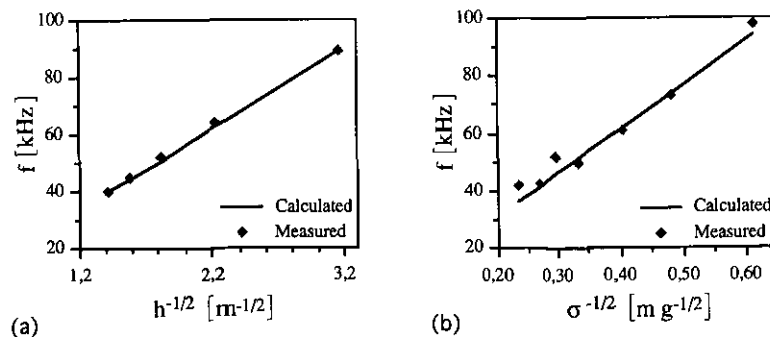 100
80
60
40
20
f [kHz]
Calculated
Measured
1,2
2,2
3,2
h⁻¹/² [m⁻¹/²]
(a)
100
80
60
40
20
f [kHz]
Calculated
Measured
0,20
0,30
0,40
0,50
0,60
σ⁻¹/² [m g⁻¹/²]
(b)